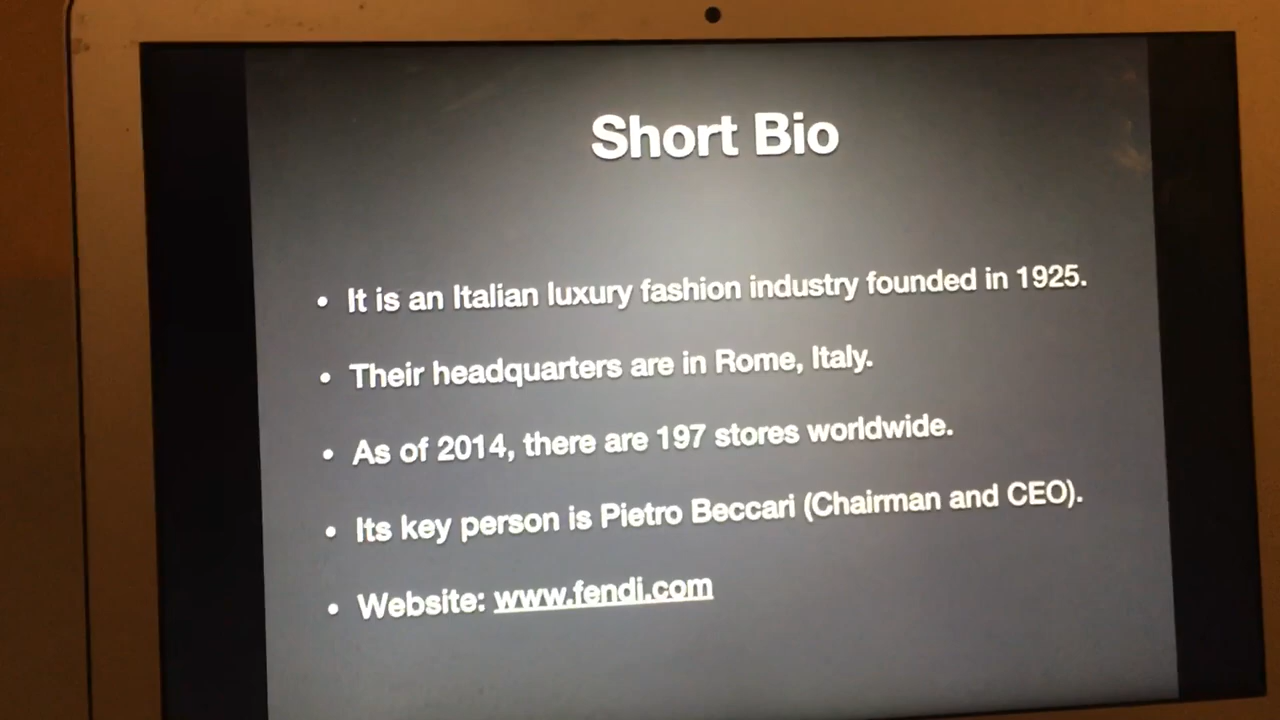 Short Bio
• It is an Italian luxury fashion industry founded in 1925.
• Their headquarters are in Rome, Italy.
• As of 2014, there are 197 stores worldwide.
• Its key person is Pietro Beccari (Chairman and CEO).
• Website: www.fendi.com